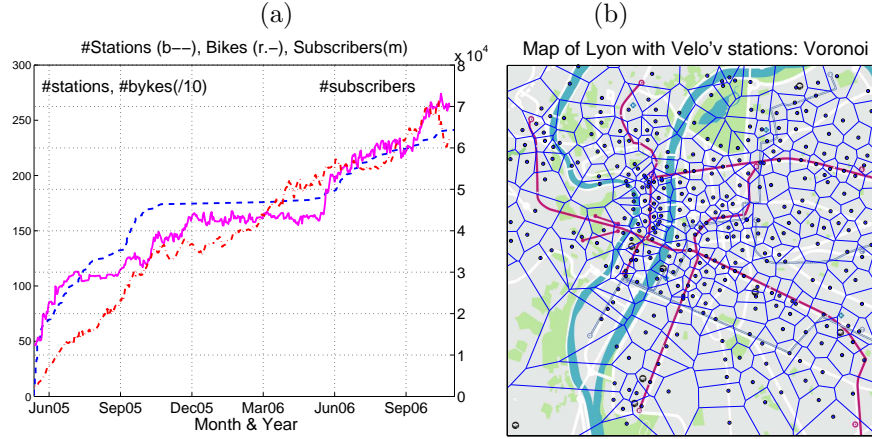 (a)
#Stations (b−−), Bikes (r.−), Subscribers(m)
x 10^4
#stations, #bykes(/10)
#subscribers
300
250
200
150
100
50
0
8
7
6
5
4
3
2
1
0
Jun05 Sep05 Dec05 Mar06 Jun06 Sep06
Month & Year
(b)
Map of Lyon with Velo'v stations: Voronoi